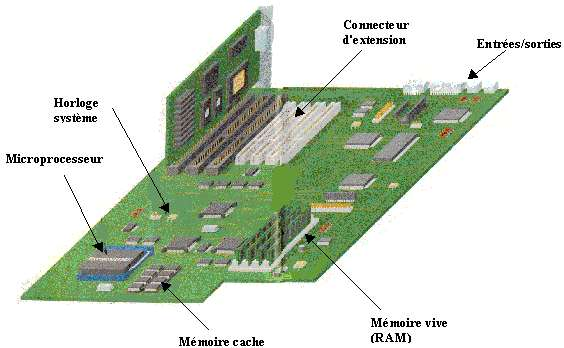 Connecteur
d'extension
Entrées/sorties
Horloge
système
Microprocesseur
Mémoire vive
(RAM)
Mémoire cache